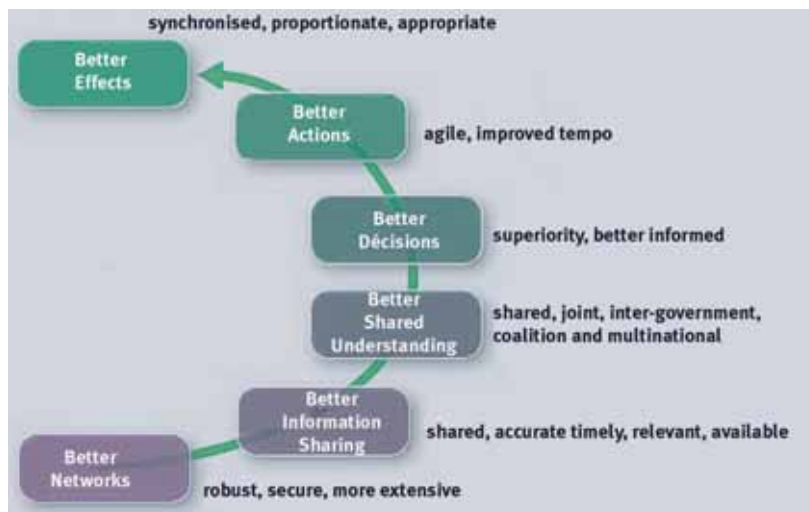 synchronised, proportionate, appropriate
Better
Effects
Better
Actions
agile, improved tempo
Better
Décisions
superiority, better informed
Better
Shared
Understanding
shared, joint, inter-government,
coalition and multinational
Better
Information
Sharing
shared, accurate timely, relevant, available
Better
Networks
robust, secure, more extensive